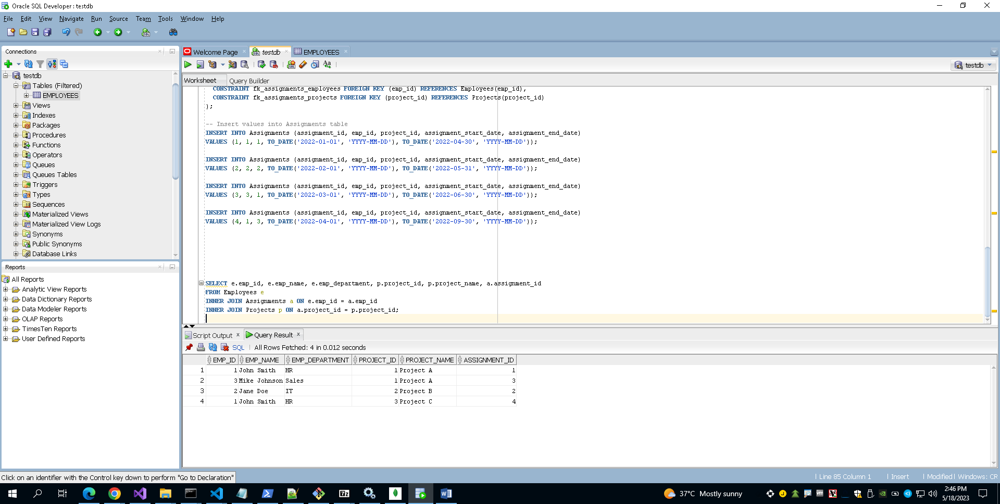 Oracle SQL Developer : testdb
File Edit View Navigate Run Source Team Tools Window Help
Connections
testdb
Tables (Filtered)
EMPLOYEES
Views
Indexes
Packages
Procedures
Functions
Operators
Queues
Queues Tables
Triggers
Types
Sequences
Materialized Views
Materialized View Logs
Synonyms
Public Synonyms
Database Links
Reports
All Reports
Analytic View Reports
Data Dictionary Reports
Data Modeler Reports
OLAP Reports
TimesTen Reports
User Defined Reports
Welcome Page testdb EMPLOYEES
testdb
Worksheet Query Builder
CONSTRAINT fk_assignments_employees FOREIGN KEY (emp_id) REFERENCES Employees(emp_id),
CONSTRAINT fk_assignments_projects FOREIGN KEY (project_id) REFERENCES Projects(project_id)
);
-- Insert values into Assignments table
INSERT INTO Assignments (assignment_id, emp_id, project_id, assignment_start_date, assignment_end_date)
VALUES (1, 1, 1, TO_DATE('2022-01-01', 'YYYY-MM-DD'), TO_DATE('2022-04-30', 'YYYY-MM-DD'));
INSERT INTO Assignments (assignment_id, emp_id, project_id, assignment_start_date, assignment_end_date)
VALUES (2, 2, 2, TO_DATE('2022-02-01', 'YYYY-MM-DD'), TO_DATE('2022-05-31', 'YYYY-MM-DD'));
INSERT INTO Assignments (assignment_id, emp_id, project_id, assignment_start_date, assignment_end_date)
VALUES (3, 3, 1, TO_DATE('2022-03-01', 'YYYY-MM-DD'), TO_DATE('2022-06-30', 'YYYY-MM-DD'));
INSERT INTO Assignments (assignment_id, emp_id, project_id, assignment_start_date, assignment_end_date)
VALUES (4, 1, 3, TO_DATE('2022-04-01', 'YYYY-MM-DD'), TO_DATE('2022-09-30', 'YYYY-MM-DD'));
SELECT e.emp_id, e.emp_name, e.emp_department, p.project_id, p.project_name, a.assignment_id
FROM Employees e
INNER JOIN Assignments a ON e.emp_id = a.emp_id
INNER JOIN Projects p ON a.project_id = p.project_id;
Script Output Query Result
SQL All Rows Fetched: 4 in 0.012 seconds
EMP_ID EMP_NAME EMP_DEPARTMENT PROJECT_ID PROJECT_NAME ASSIGNMENT_ID
1 1 John Smith HR 1 Project A 1
2 3 Mike Johnson Sales 1 Project A 3
3 2 Jane Doe IT 2 Project B 2
4 1 John Smith HR 3 Project C 4
Click on an identifier with the Control key down to perform "Go to Declaration"
Line 85 Column 1 Insert Modified Windows: CR
37°C Mostly sunny
2:46 PM
5/18/2023